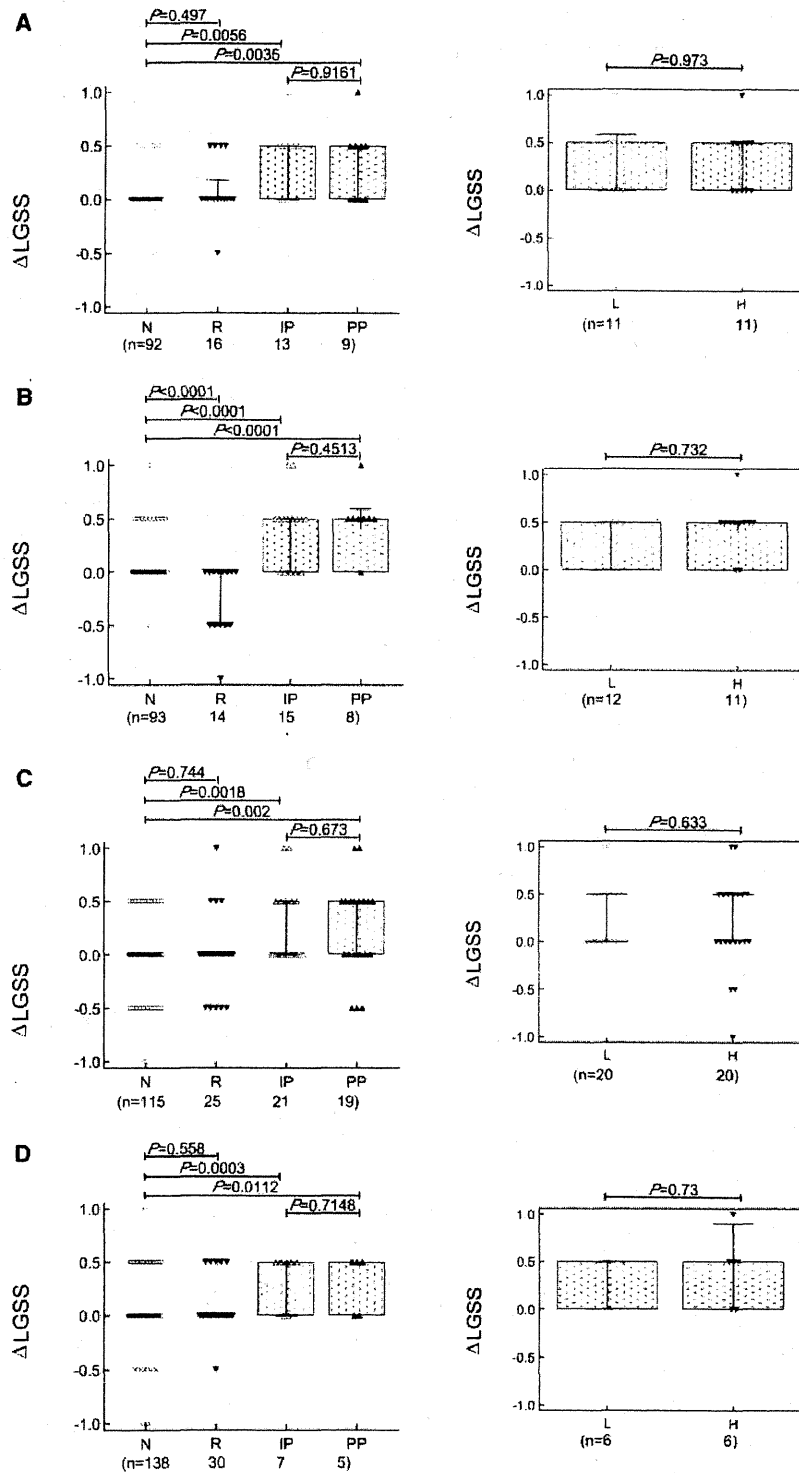 A
P=0.497
P=0.0056
P=0.0036
P=0.9161
1.0
0.5
0.0
-0.5
-1.0
ΔLGSS
N R IP PP
(n=92 16 13 9)
P=0.973
1.0
0.5
0.0
-0.5
-1.0
ΔLGSS
L H
(n=11 11)
B
P<0.0001
P<0.0001
P<0.0001
P=0.4513
1.0
0.5
0.0
-0.5
-1.0
ΔLGSS
N R IP PP
(n=93 14 15 8)
P=0.732
1.0
0.5
0.0
-0.5
-1.0
ΔLGSS
L H
(n=12 11)
C
P=0.744
P=0.0018
P=0.002
P=0.673
1.0
0.5
0.0
-0.5
-1.0
ΔLGSS
N R IP PP
(n=115 25 21 19)
P=0.633
1.0
0.5
0.0
-0.5
-1.0
ΔLGSS
L H
(n=20 20)
D
P=0.558
P=0.0003
P=0.0112
P=0.7148
1.0
0.5
0.0
-0.5
-1.0
ΔLGSS
N R IP PP
(n=138 30 7 5)
P=0.73
1.0
0.5
0.0
-0.5
-1.0
ΔLGSS
L H
(n=6 6)